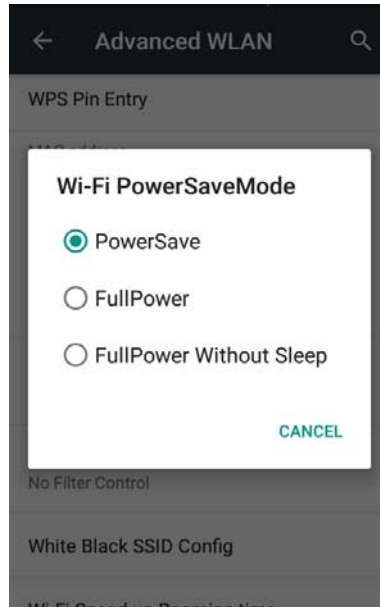 Advanced WLAN
WPS Pin Entry
Wi-Fi PowerSaveMode
PowerSave
FullPower
FullPower Without Sleep
CANCEL
No Filter Control
White Black SSID Config